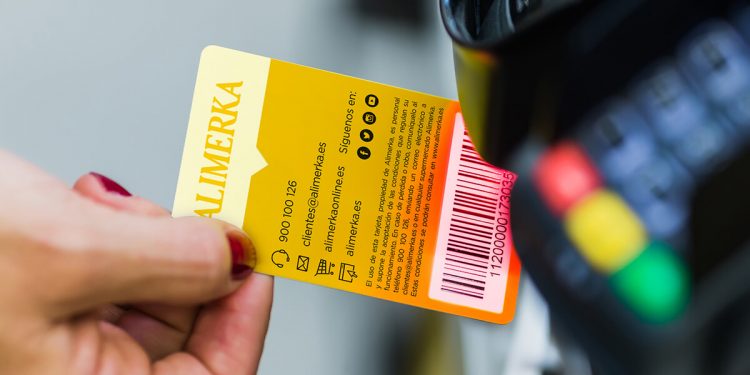 ALIMERKA
900 100 126
clientes@alimerka.es
alimerkaonline.es
alimerka.es
Síguenos en:
El uso de esta tarjeta, propiedad de Alimerka, es personal
y supone la aceptación de las condiciones que regulan su
funcionamiento. En caso de pérdida o robo, comuníquelo al
teléfono 900 100 126, enviando un correo electrónico a
clientes@alimerka.es o en cualquier supermercado Alimerka.
Estas condiciones se podrán consultar en www.alimerka.es